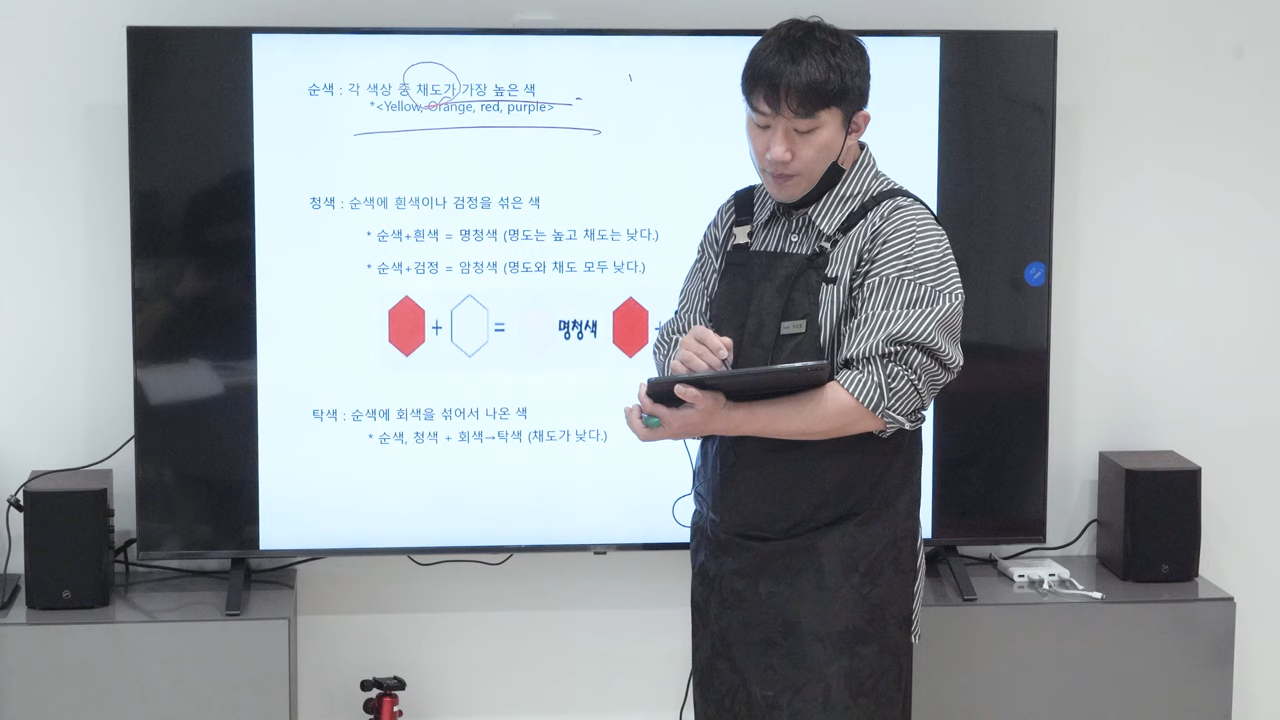 순색 : 각 색상 중 채도가 가장 높은 색
*<Yellow, Orange, red, purple>
청색 : 순색에 흰색이나 검정을 섞은 색
* 순색+흰색 = 명청색 (명도는 높고 채도는 낮다.)
* 순색+검정 = 암청색 (명도와 채도 모두 낮다.)
+ = 명청색 +
탁색 : 순색에 회색을 섞어서 나온 색
* 순색, 청색 + 회색→탁색 (채도가 낮다.)